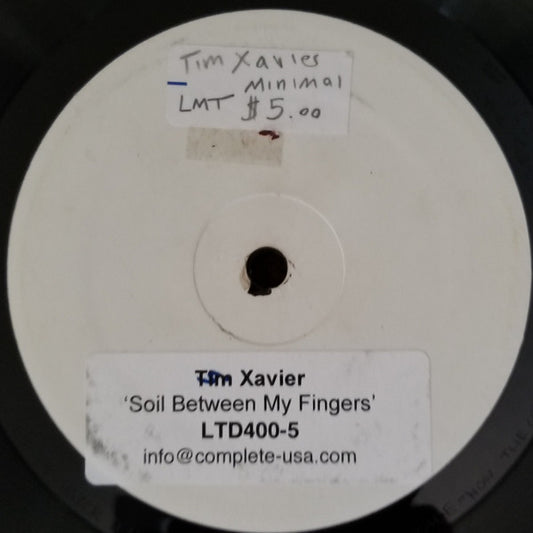 Tim Xavier
Minimal
LMT $5.00
Tim Xavier
'Soil Between My Fingers'
LTD400-5
info@complete-usa.com